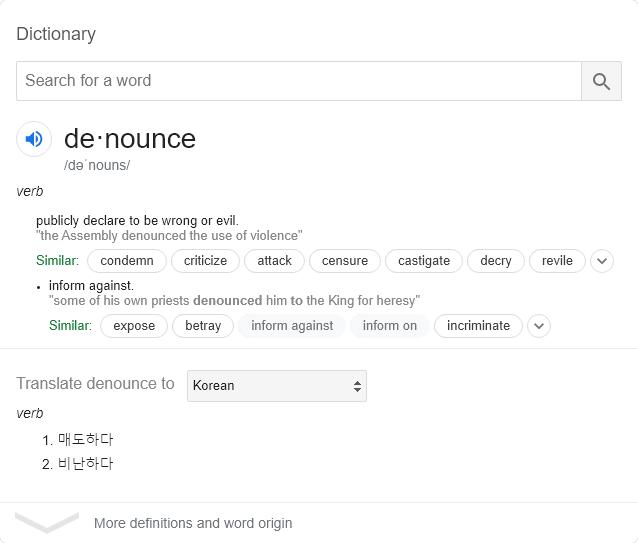 Dictionary
Search for a word
de·nounce
/dəˈnouns/
verb
publicly declare to be wrong or evil.
"the Assembly denounced the use of violence"
Similar: condemn criticize attack censure castigate decry revile
• inform against.
"some of his own priests denounced him to the King for heresy"
Similar: expose betray inform against inform on incriminate
Translate denounce to Korean
verb
1. 매도하다
2. 비난하다
More definitions and word origin